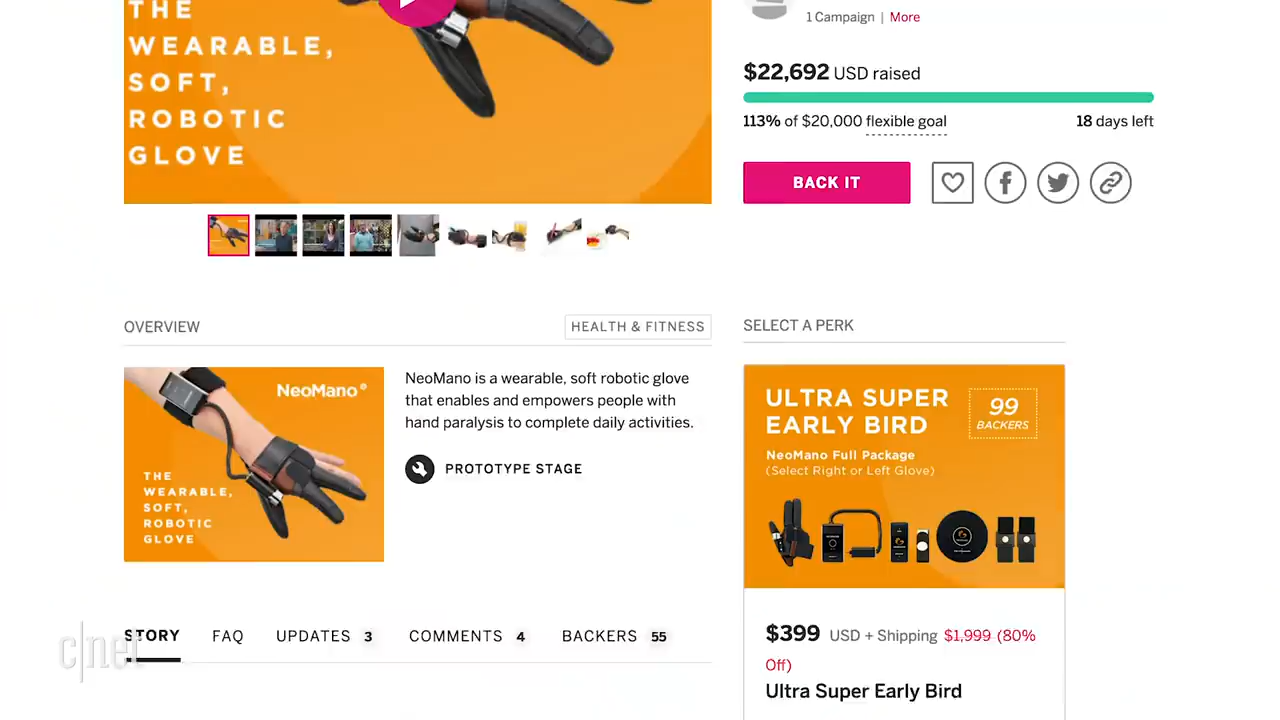 THE
WEARABLE,
SOFT,
ROBOTIC
GLOVE
1 Campaign | More
$22,692 USD raised
113% of $20,000 flexible goal
18 days left
BACK IT
OVERVIEW
HEALTH & FITNESS
NeoMano®
THE
WEARABLE,
SOFT,
ROBOTIC
GLOVE
NeoMano is a wearable, soft robotic glove
that enables and empowers people with
hand paralysis to complete daily activities.
PROTOTYPE STAGE
STORY FAQ UPDATES 3 COMMENTS 4 BACKERS 55
c|net
SELECT A PERK
ULTRA SUPER
EARLY BIRD
99
BACKERS
NeoMano Full Package
(Select Right or Left Glove)
$399 USD + Shipping $1,999 (80%
Off)
Ultra Super Early Bird